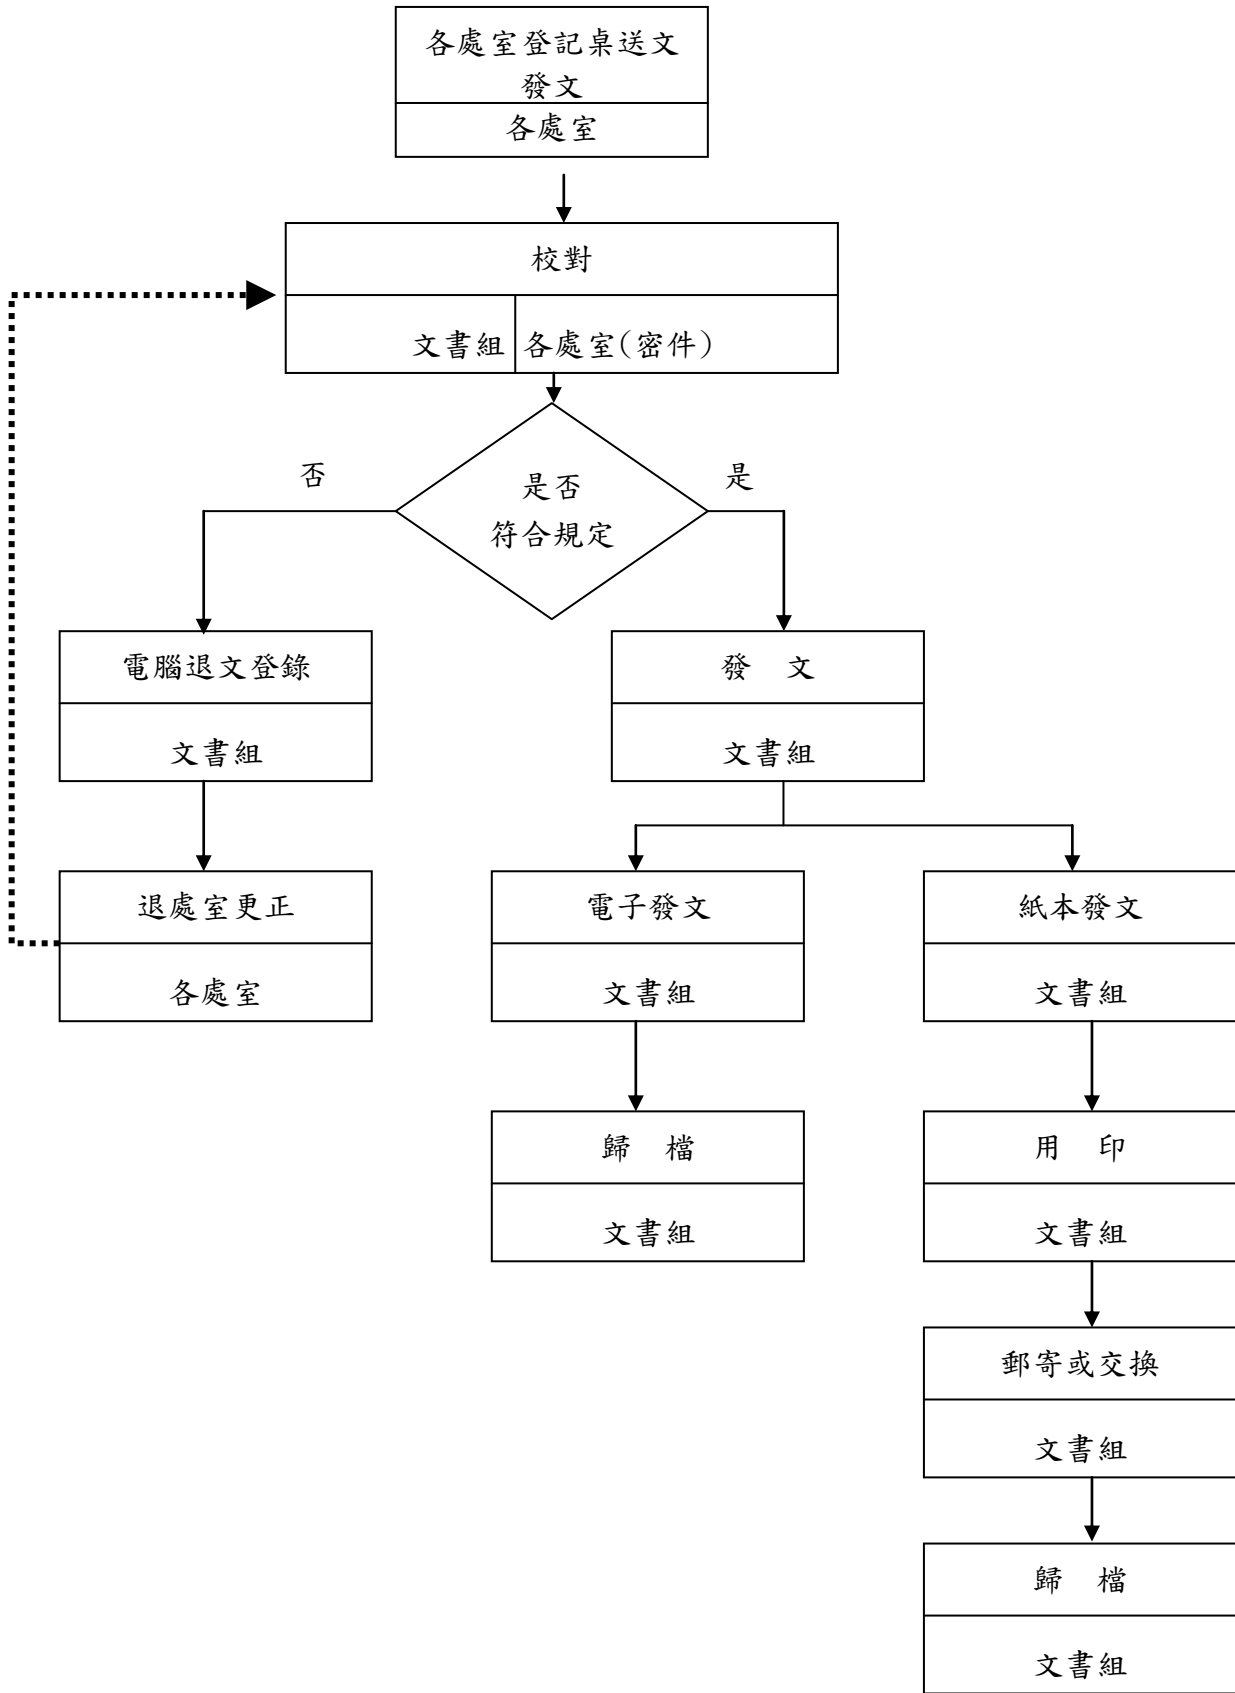 各處室登記桌送文
發文
各處室
校對
文書組 各處室(密件)
否
是
是否
符合規定
電腦退文登錄
文書組
發 文
文書組
退處室更正
各處室
電子發文
文書組
紙本發文
文書組
歸 檔
文書組
用 印
文書組
郵寄或交換
文書組
歸 檔
文書組